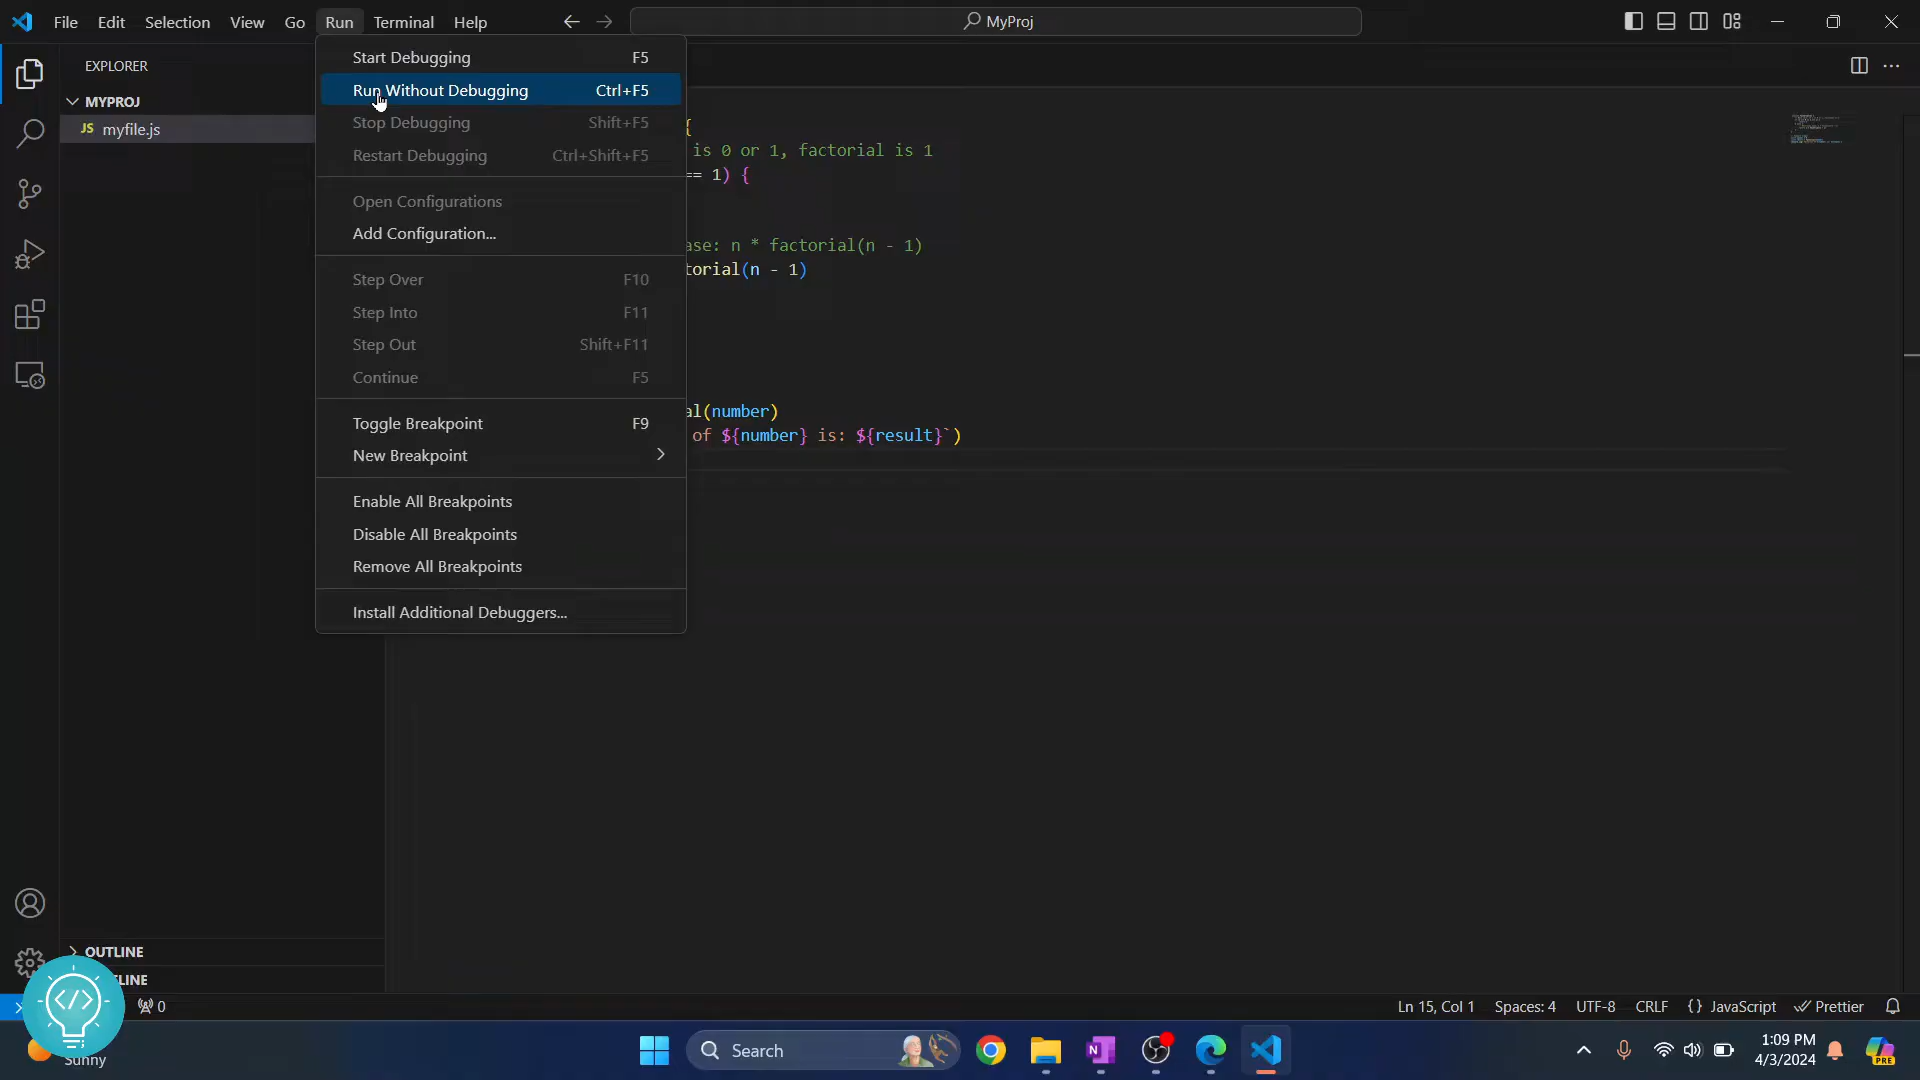 File Edit Selection View Go Run Terminal Help
MyProj
EXPLORER
MYPROJ
JS myfile.js
Start Debugging F5
Run Without Debugging Ctrl+F5
Stop Debugging Shift+F5
Restart Debugging Ctrl+Shift+F5
Open Configurations
Add Configuration...
Step Over F10
Step Into F11
Step Out Shift+F11
Continue F5
Toggle Breakpoint F9
New Breakpoint
Enable All Breakpoints
Disable All Breakpoints
Remove All Breakpoints
Install Additional Debuggers...
{
is 0 or 1, factorial is 1
== 1) {
ase: n * factorial(n - 1)
torial(n - 1)
al(number)
of ${number} is: ${result}`)
OUTLINE
LINE
0
Ln 15, Col 1 Spaces: 4 UTF-8 CRLF {} JavaScript Prettier
Sunny
Search
1:09 PM
4/3/2024
PRE